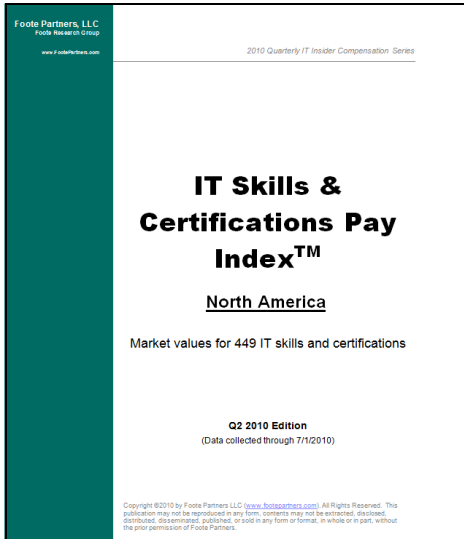 Foote Partners, LLC
Foote Research Group
www.FootePartners.com
2010 Quarterly IT Insider Compensation Series
IT Skills &
Certifications Pay
Index™
North America
Market values for 449 IT skills and certifications
Q2 2010 Edition
(Data collected through 7/1/2010)
Copyright ©2010 by Foote Partners LLC (www.footepartners.com). All Rights Reserved. This
publication may not be reproduced in any form, contents may not be extracted, disclosed,
distributed, disseminated, published, or sold in any form or format, in whole or in part, without
the prior permission of Foote Partners.